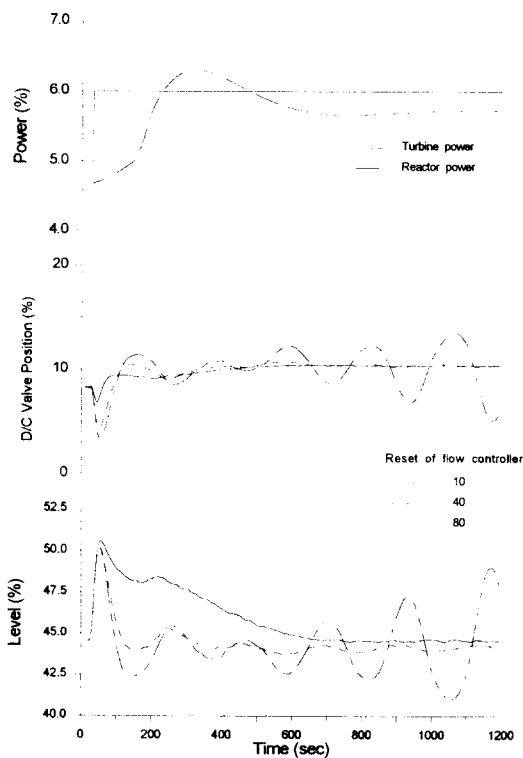 7.0
6.0
5.0
4.0
Power (%)
Turbine power
Reactor power
20
10
0
D/C Valve Position (%)
Reset of flow controller
10
40
80
52.5
50.0
47.5
45.0
42.5
40.0
Level (%)
0 200 400 600 800 1000 1200
Time (sec)